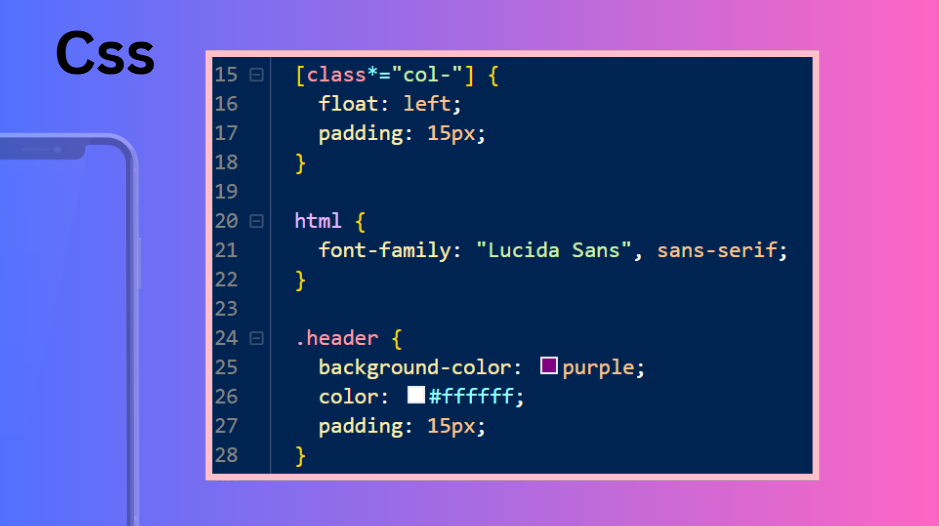 Css
15 [class*="col-"] {
16 float: left;
17 padding: 15px;
18 }
19
20 html {
21 font-family: "Lucida Sans", sans-serif;
22 }
23
24 .header {
25 background-color: purple;
26 color: #ffffff;
27 padding: 15px;
28 }